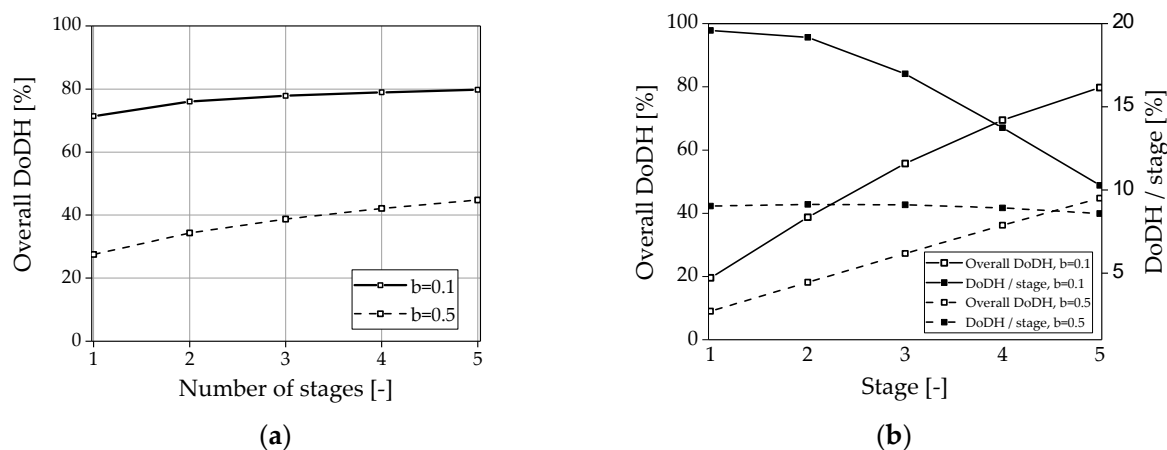 Overall DoDH [%]
100
80
60
40
20
0
b=0.1
b=0.5
1 2 3 4 5
Number of stages [-]
(a)
Overall DoDH [%]
100
80
60
40
20
0
20
15
10
5
DoDH / stage [%]
Overall DoDH, b=0.1
DoDH / stage, b=0.1
Overall DoDH, b=0.5
DoDH / stage, b=0.5
1 2 3 4 5
Stage [-]
(b)